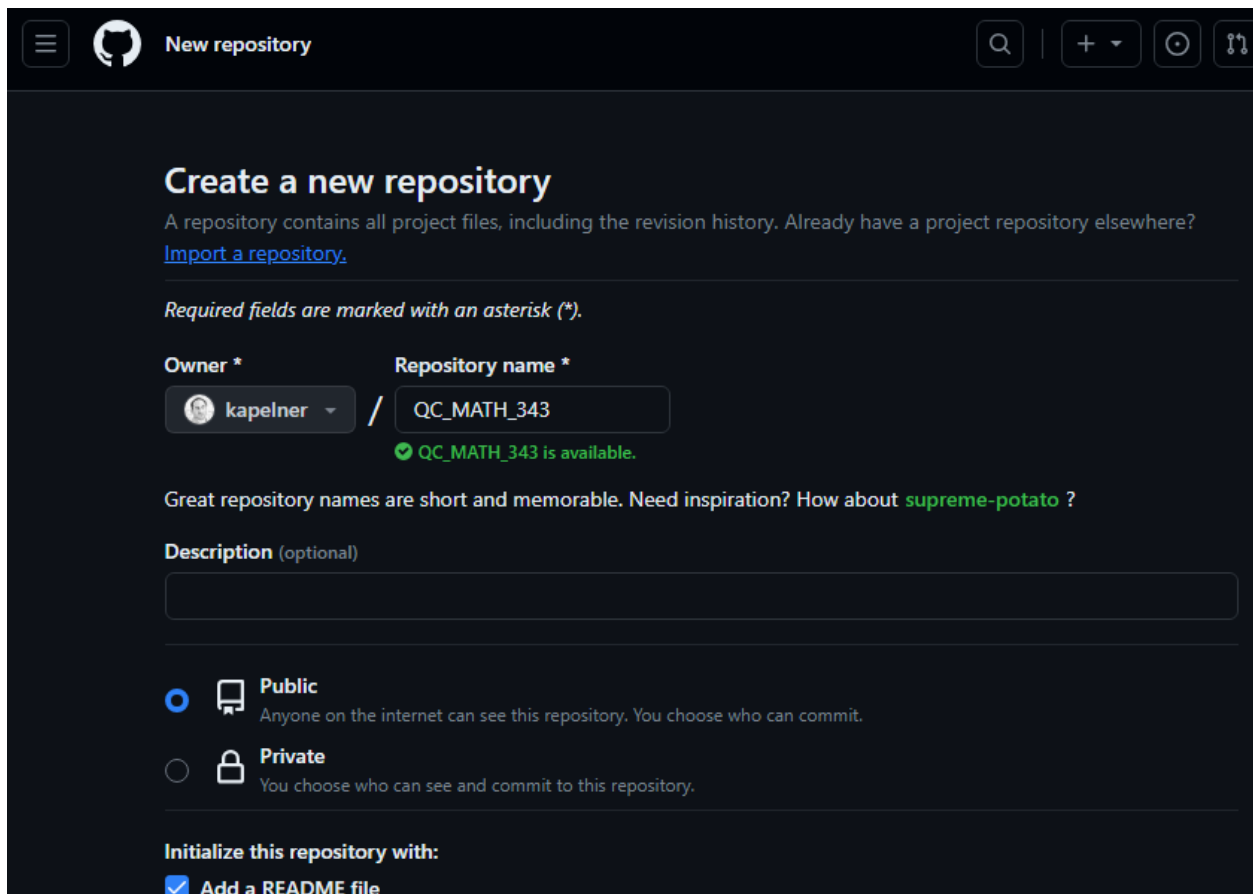 New repository
Create a new repository
A repository contains all project files, including the revision history. Already have a project repository elsewhere?
Import a repository.
Required fields are marked with an asterisk (*).
Owner * Repository name *
kapelner / QC_MATH_343
QC_MATH_343 is available.
Great repository names are short and memorable. Need inspiration? How about supreme-potato ?
Description (optional)
Public
Anyone on the internet can see this repository. You choose who can commit.
Private
You choose who can see and commit to this repository.
Initialize this repository with:
Add a README file